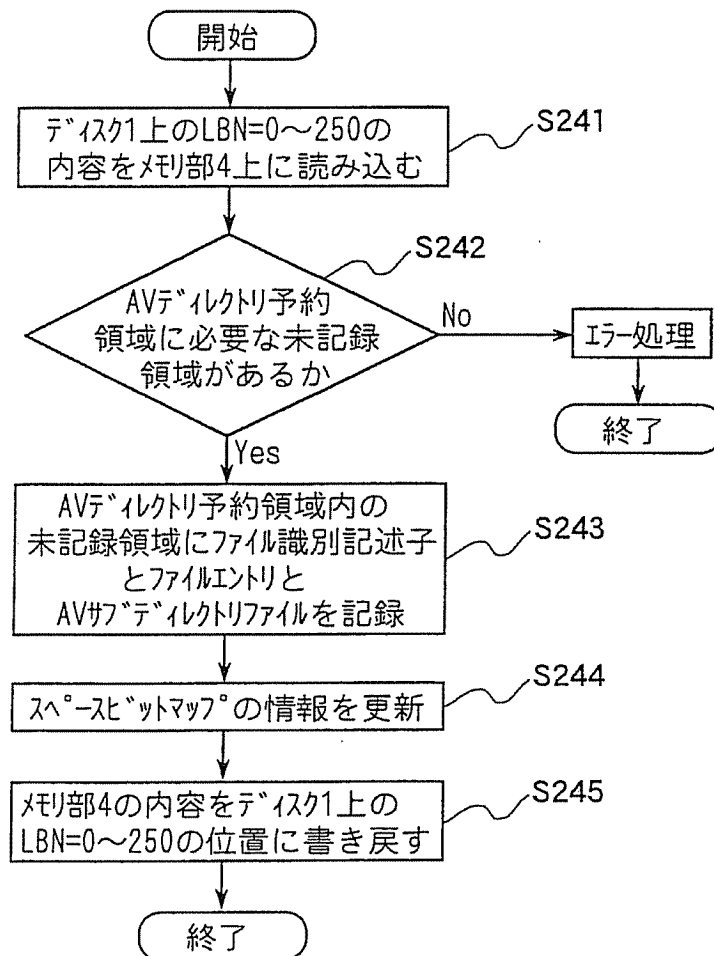 開始
ディスク1上のLBN=0～250の
内容をメモリ部4上に読み込む
S241
S242
AVディレクトリ予約
領域に必要な未記録
領域があるか
No
エラー処理
終了
Yes
AVディレクトリ予約領域内の
未記録領域にファイル識別記述子
とファイルエントリと
AVサブディレクトリファイルを記録
S243
スペースビットマップの情報を更新
S244
メモリ部4の内容をディスク1上の
LBN=0～250の位置に書き戻す
S245
終了